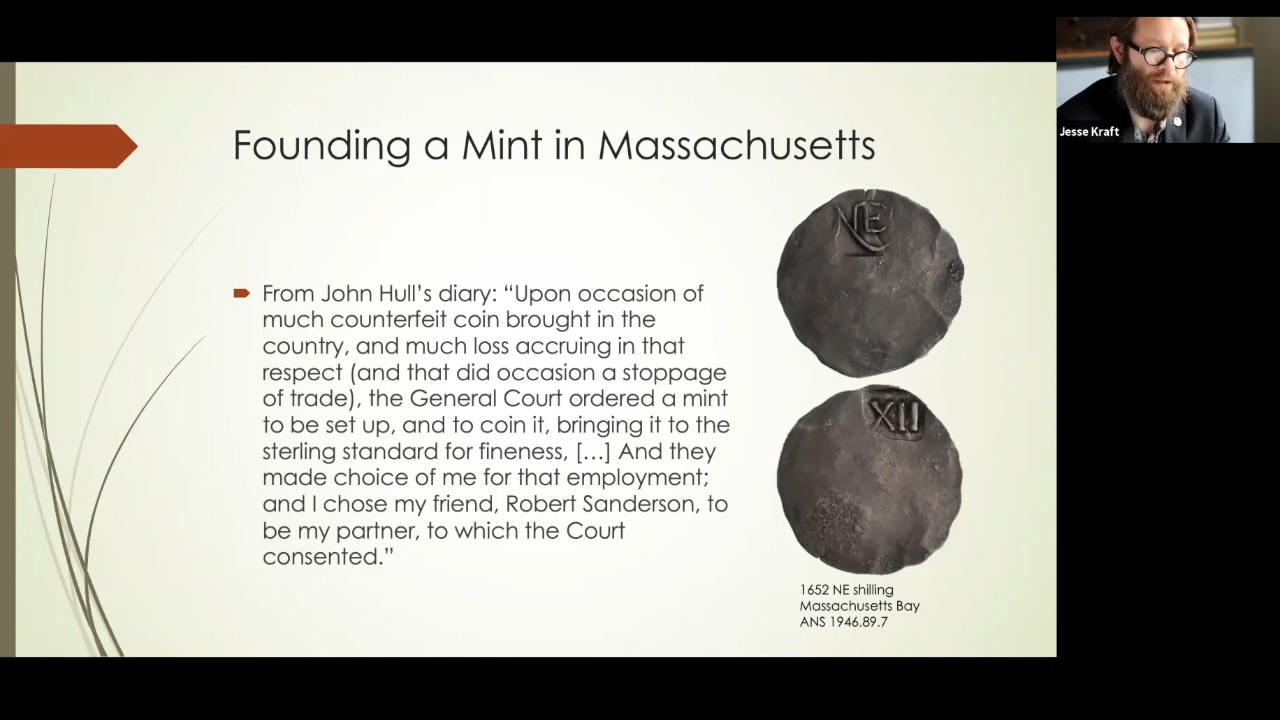 Founding a Mint in Massachusetts
From John Hull's diary: “Upon occasion of
much counterfeit coin brought in the
country, and much loss accruing in that
respect (and that did occasion a stoppage
of trade), the General Court ordered a mint
to be set up, and to coin it, bringing it to the
sterling standard for fineness, […] And they
made choice of me for that employment;
and I chose my friend, Robert Sanderson, to
be my partner, to which the Court
consented.”
NE
XII
1652 NE shilling
Massachusetts Bay
ANS 1946.89.7
Jesse Kraft